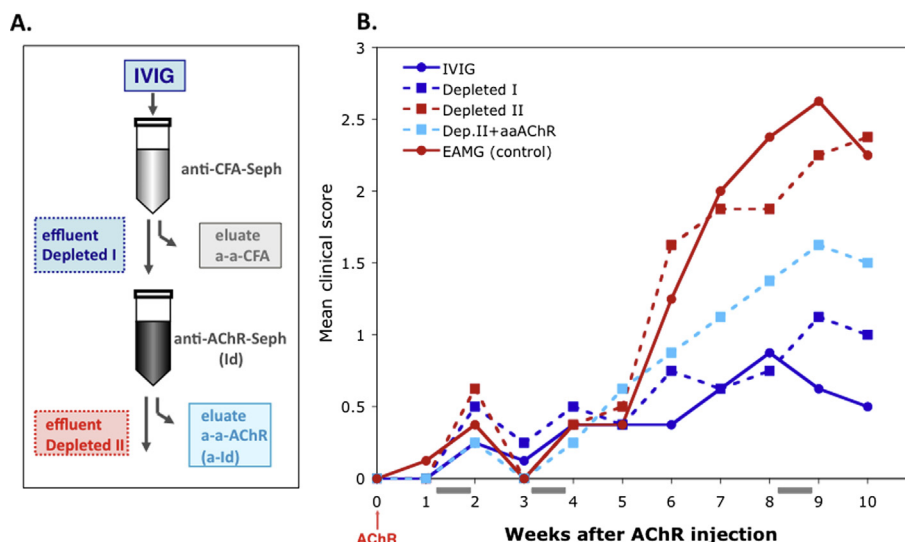 A.
IVIG
anti-CFA-Seph
effluent
Depleted I
eluate
a-a-CFA
anti-AChR-Seph
(Id)
effluent
Depleted II
eluate
a-a-AChR
(a-Id)
B.
3
2.5
2
1.5
1
0.5
0
Mean clinical score
IVIG
Depleted I
Depleted II
Dep.II+aaAChR
EAMG (control)
0 1 2 3 4 5 6 7 8 9 10
AChR
Weeks after AChR injection